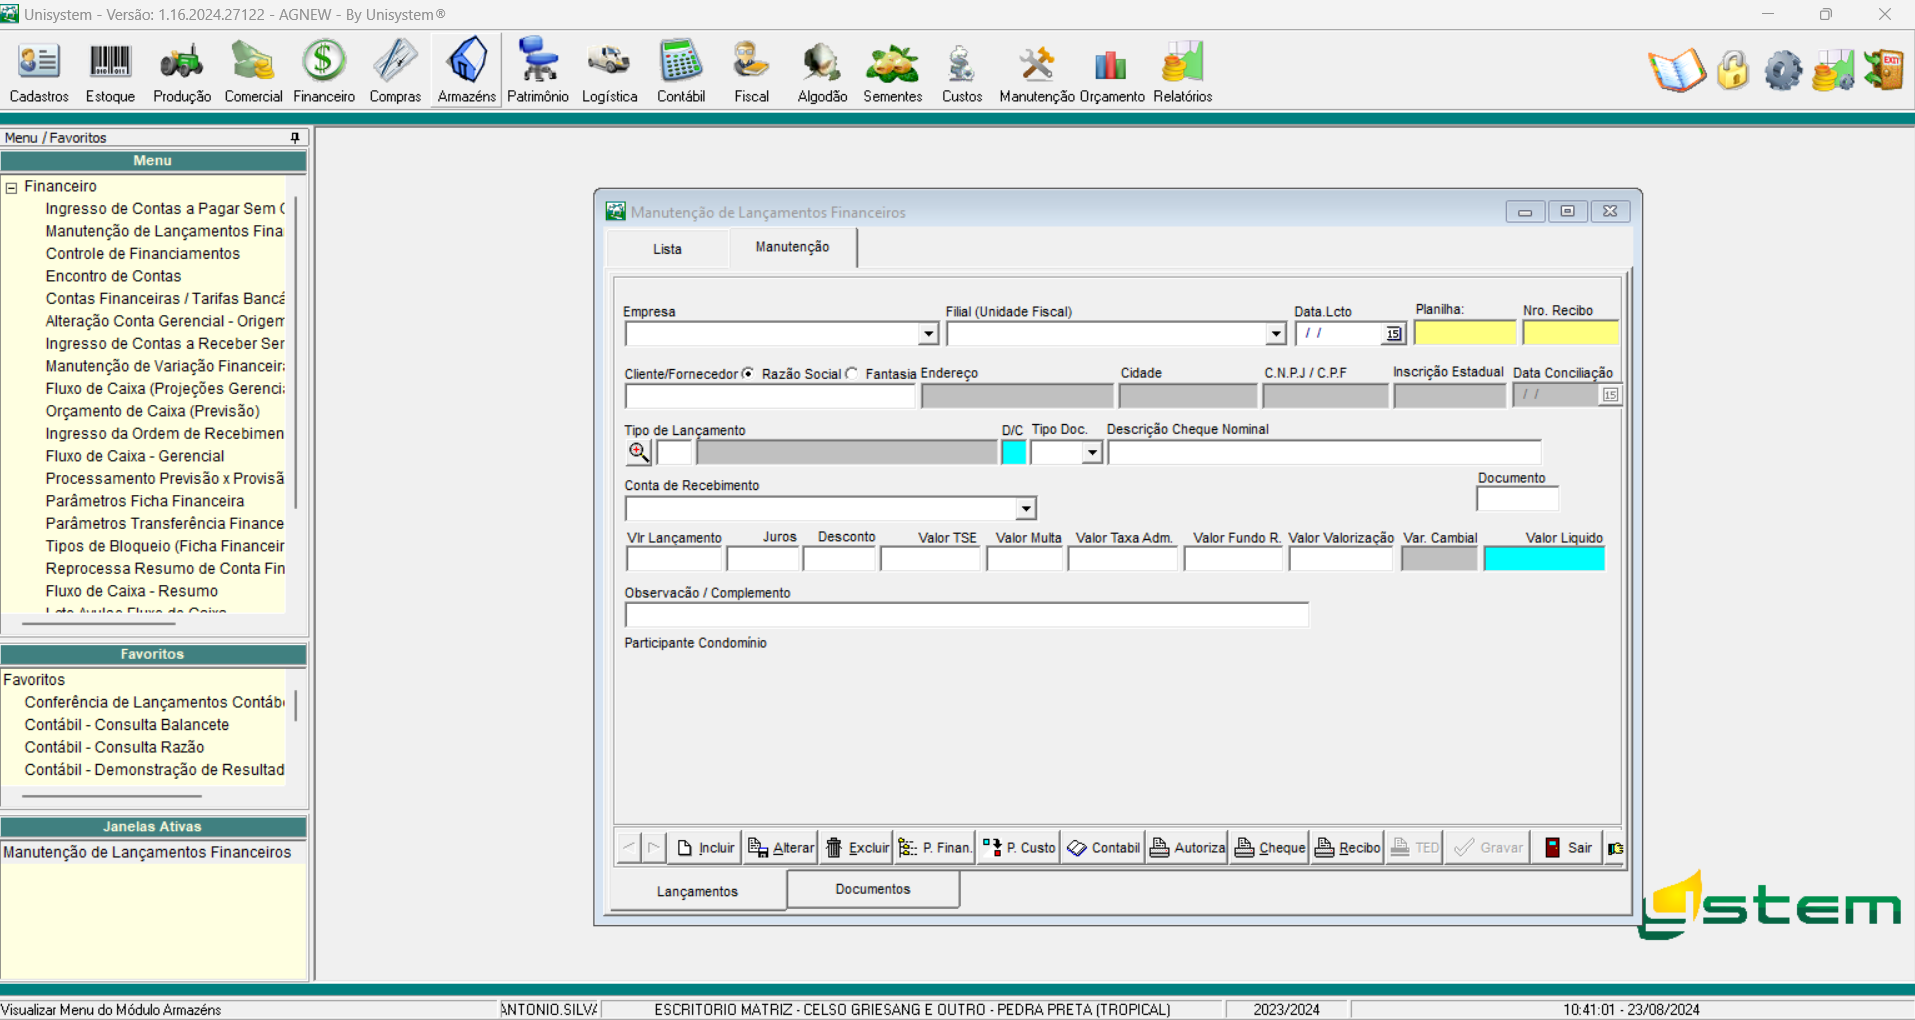 Unisystem - Versão: 1.16.2024.27122 - AGNEW - By Unisystem®
Cadastros Estoque Produção Comercial Financeiro Compras Armazéns Patrimônio Logística Contábil Fiscal Algodão Sementes Custos Manutenção Orçamento Relatórios
EXIT
Menu / Favoritos
Menu
Financeiro
Ingresso de Contas a Pagar Sem
Manutenção de Lançamentos Fina
Controle de Financiamentos
Encontro de Contas
Contas Financeiras / Tarifas Bancá
Alteração Conta Gerencial - Origem
Ingresso de Contas a Receber Ser
Manutenção de Variação Financeir
Fluxo de Caixa (Projeções Gerenci
Orçamento de Caixa (Previsão)
Ingresso da Ordem de Recebimen
Fluxo de Caixa - Gerencial
Processamento Previsão x Provisã
Parâmetros Ficha Financeira
Parâmetros Transferência Finance
Tipos de Bloqueio (Ficha Financeir
Reprocessa Resumo de Conta Fin
Fluxo de Caixa - Resumo
Lcto Avulso Fluxo de Caixa
Favoritos
Favoritos
Conferência de Lançamentos Contáb
Contábil - Consulta Balancete
Contábil - Consulta Razão
Contábil - Demonstração de Resultad
Janelas Ativas
Manutenção de Lançamentos Financeiros
Manutenção de Lançamentos Financeiros
Lista Manutenção
Empresa Filial (Unidade Fiscal) Data.Lcto Planilha: Nro. Recibo
/ / 15
Cliente/Fornecedor Razão Social Fantasia Endereço Cidade C.N.P.J / C.P.F Inscrição Estadual Data Conciliação
/ / 15
Tipo de Lançamento D/C Tipo Doc. Descrição Cheque Nominal
Conta de Recebimento Documento
Vlr Lançamento Juros Desconto Valor TSE Valor Multa Valor Taxa Adm. Valor Fundo R. Valor Valorização Var. Cambial Valor Liquido
Observacão / Complemento
Participante Condomínio
Incluir Alterar Excluir P. Finan. P. Custo Contabil Autoriza Cheque Recibo TED Gravar Sair
Lançamentos Documentos
ystem
Visualizar Menu do Módulo Armazéns ANTONIO.SILVA ESCRITORIO MATRIZ - CELSO GRIESANG E OUTRO - PEDRA PRETA (TROPICAL) 2023/2024 10:41:01 - 23/08/2024